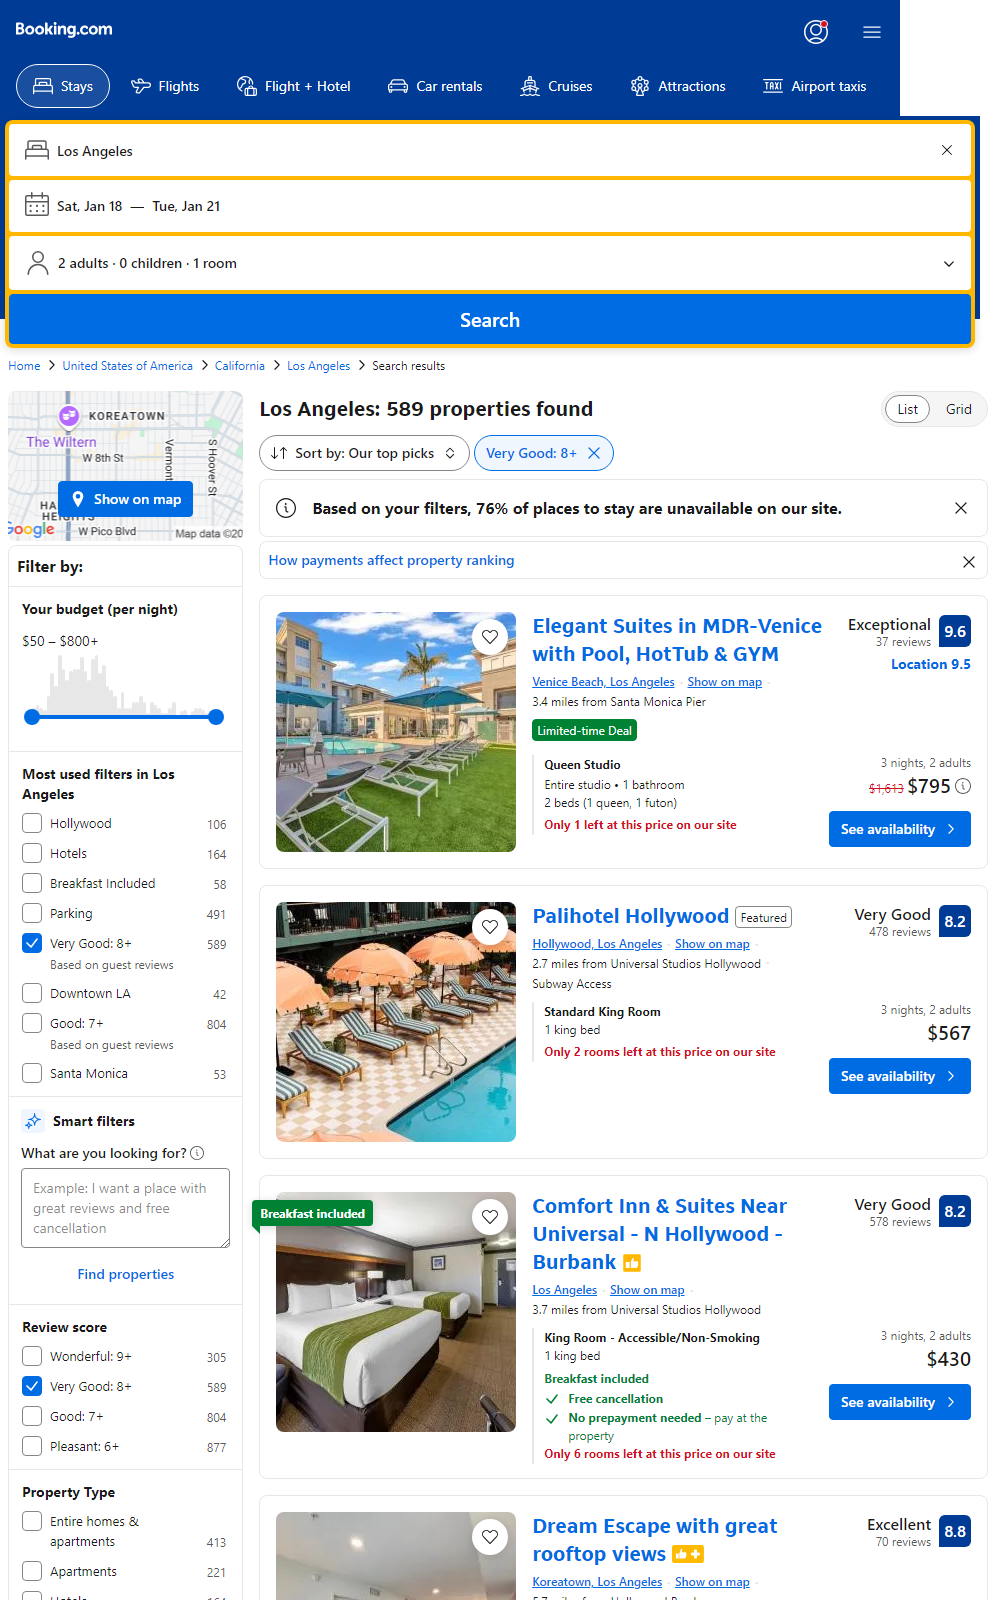 Booking.com
Stays
Flights
Flight + Hotel
Car rentals
Cruises
Attractions
TAXI
Airport taxis
Los Angeles
Sat, Jan 18 — Tue, Jan 21
2 adults · 0 children · 1 room
Search
Home
United States of America
California
Los Angeles
Search results
KOREATOWN
The Wiltern
W 8th St
Vermont
S Hoover St
Show on map
Google
W Pico Blvd
Map data ©20
Filter by:
Your budget (per night)
$50 – $800+
Most used filters in Los
Angeles
Hollywood 106
Hotels 164
Breakfast Included 58
Parking 491
Very Good: 8+ 589
Based on guest reviews
Downtown LA 42
Good: 7+ 804
Based on guest reviews
Santa Monica 53
Smart filters
What are you looking for?
Example: I want a place with
great reviews and free
cancellation
Find properties
Review score
Wonderful: 9+ 305
Very Good: 8+ 589
Good: 7+ 804
Pleasant: 6+ 877
Property Type
Entire homes &
apartments 413
Apartments 221
Los Angeles: 589 properties found
List
Grid
Sort by: Our top picks
Very Good: 8+
Based on your filters, 76% of places to stay are unavailable on our site.
How payments affect property ranking
Elegant Suites in MDR-Venice
with Pool, HotTub & GYM
Exceptional
37 reviews
9.6
Location 9.5
Venice Beach, Los Angeles · Show on map ·
3.4 miles from Santa Monica Pier
Limited-time Deal
Queen Studio
Entire studio • 1 bathroom
2 beds (1 queen, 1 futon)
Only 1 left at this price on our site
3 nights, 2 adults
$1,613 $795
See availability
Palihotel Hollywood
Featured
Very Good
478 reviews
8.2
Hollywood, Los Angeles · Show on map ·
2.7 miles from Universal Studios Hollywood ·
Subway Access
Standard King Room
1 king bed
Only 2 rooms left at this price on our site
3 nights, 2 adults
$567
See availability
Breakfast included
Comfort Inn & Suites Near
Universal - N Hollywood -
Burbank
Very Good
578 reviews
8.2
Los Angeles · Show on map ·
3.7 miles from Universal Studios Hollywood
King Room - Accessible/Non-Smoking
1 king bed
Breakfast included
Free cancellation
No prepayment needed – pay at the
property
Only 6 rooms left at this price on our site
3 nights, 2 adults
$430
See availability
Dream Escape with great
rooftop views
Excellent
70 reviews
8.8
Koreatown, Los Angeles · Show on map ·